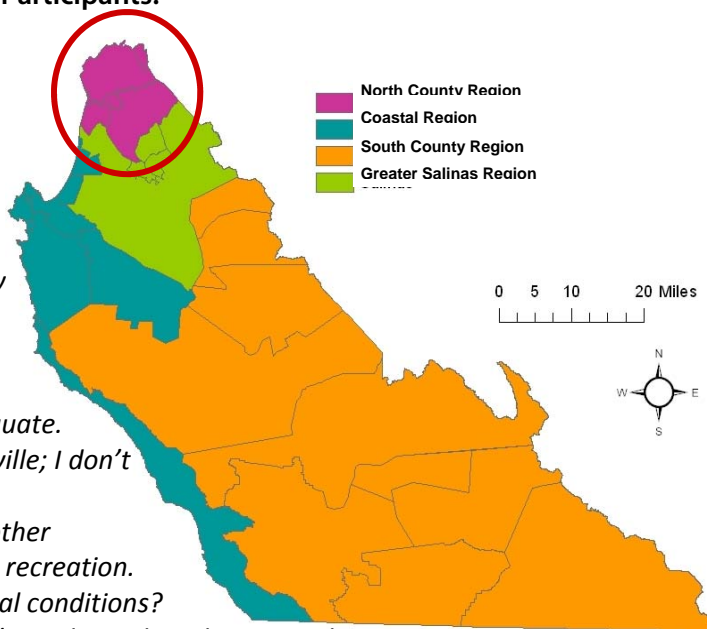 Participants:
North County Region
Coastal Region
South County Region
Greater Salinas Region
0 5 10 20 Miles
N
W E
S
uate.
ville; I don't
other
recreation.
al conditions?